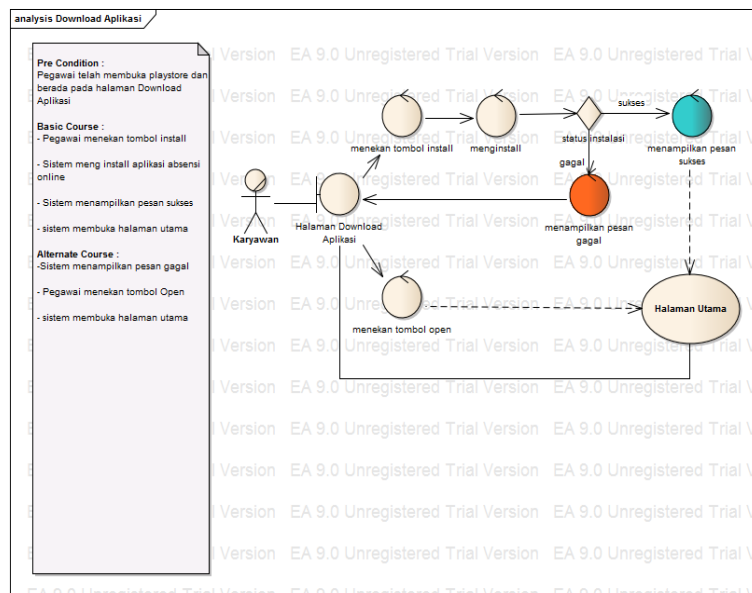 analysis Download Aplikasi
Pre Condition :
Pegawai telah membuka playstore dan
berada pada halaman Download
Aplikasi
Basic Course :
- Pegawai menekan tombol install
- Sistem meng install aplikasi absensi
online
- Sistem menampilkan pesan sukses
- sistem membuka halaman utama
Alternate Course :
-Sistem menampilkan pesan gagal
- Pegawai menekan tombol Open
- sistem membuka halaman utama
Karyawan
Halaman Download
Aplikasi
menekan tombol install
menginstall
status instalasi
sukses
gagal
menampilkan pesan
sukses
menampilkan pesan
gagal
menekan tombol open
Halaman Utama
EA 9.0 Unregistered Trial Version